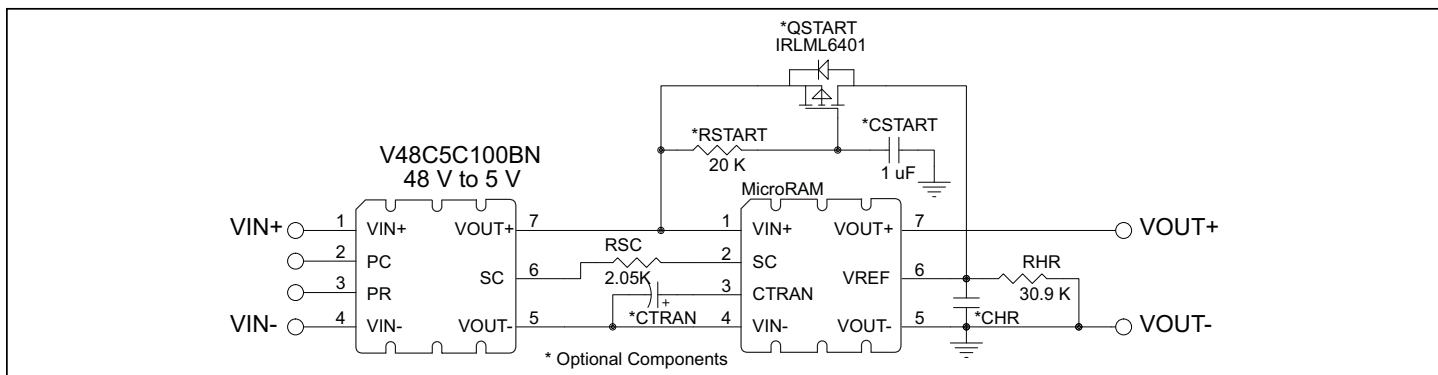 *QSTART
IRLML6401
*RSTART
20 K
*CSTART
1 uF
V48C5C100BN
48 V to 5 V
MicroRAM
VIN+
1
VIN+
VOUT+
7
1
VIN+
VOUT+
7
VOUT+
2
PC
SC
6
RSC
2.05K
2
SC
VREF
6
RHR
30.9 K
3
PR
3
CTRAN
*CTRAN
+
VIN-
4
VIN-
VOUT-
5
4
VIN-
VOUT-
5
*CHR
VOUT-
* Optional Components